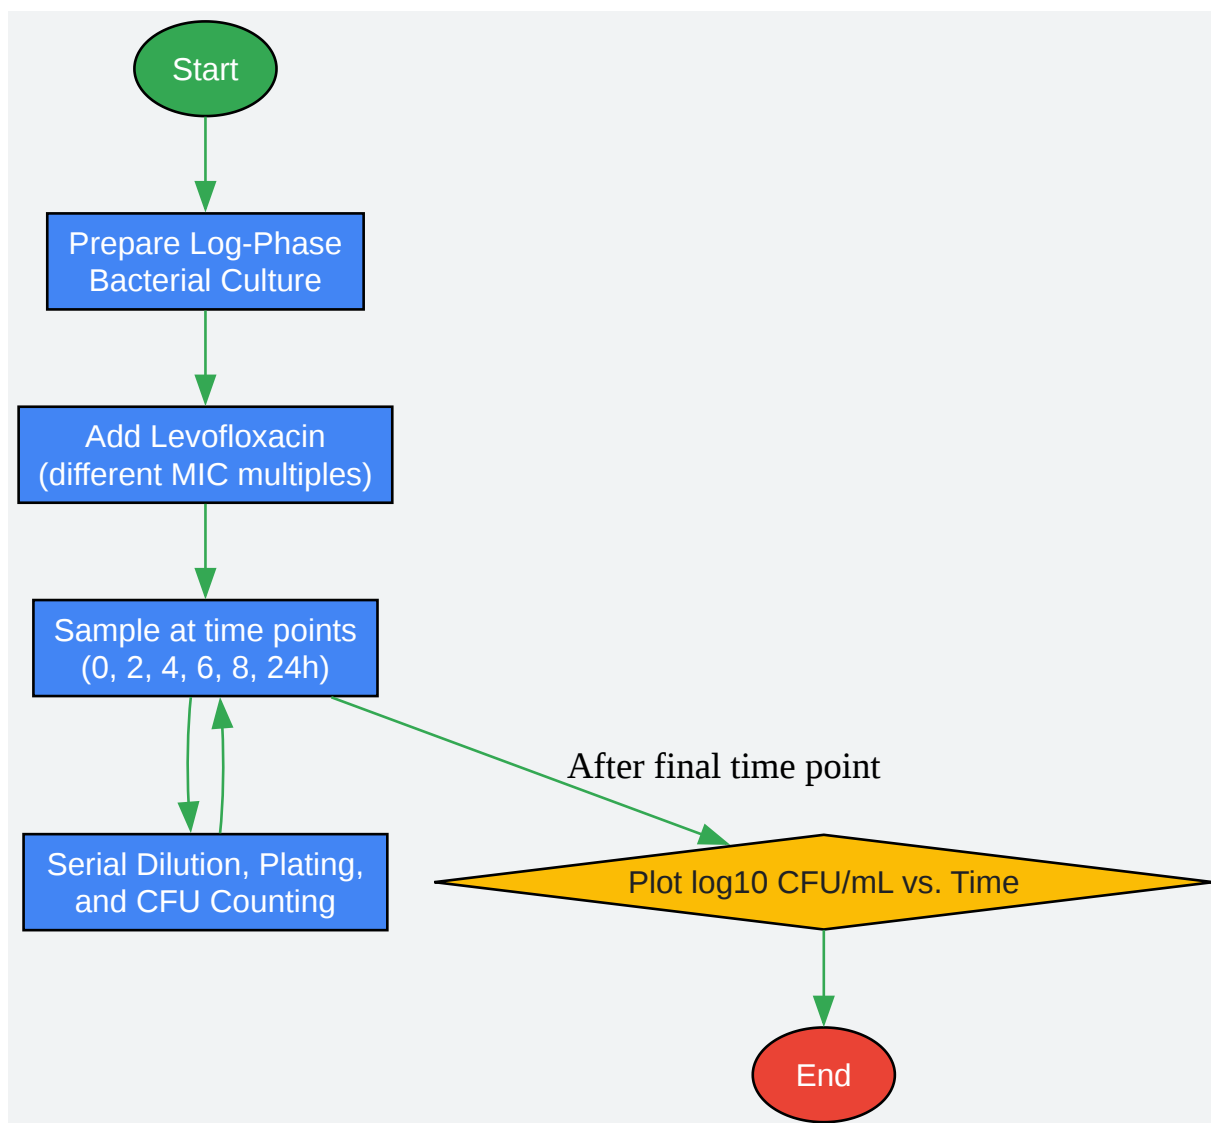 Start
Prepare Log-Phase
Bacterial Culture
Add Levofloxacin
(different MIC multiples)
Sample at time points
(0, 2, 4, 6, 8, 24h)
After final time point
Serial Dilution, Plating,
and CFU Counting
Plot log10 CFU/mL vs. Time
End